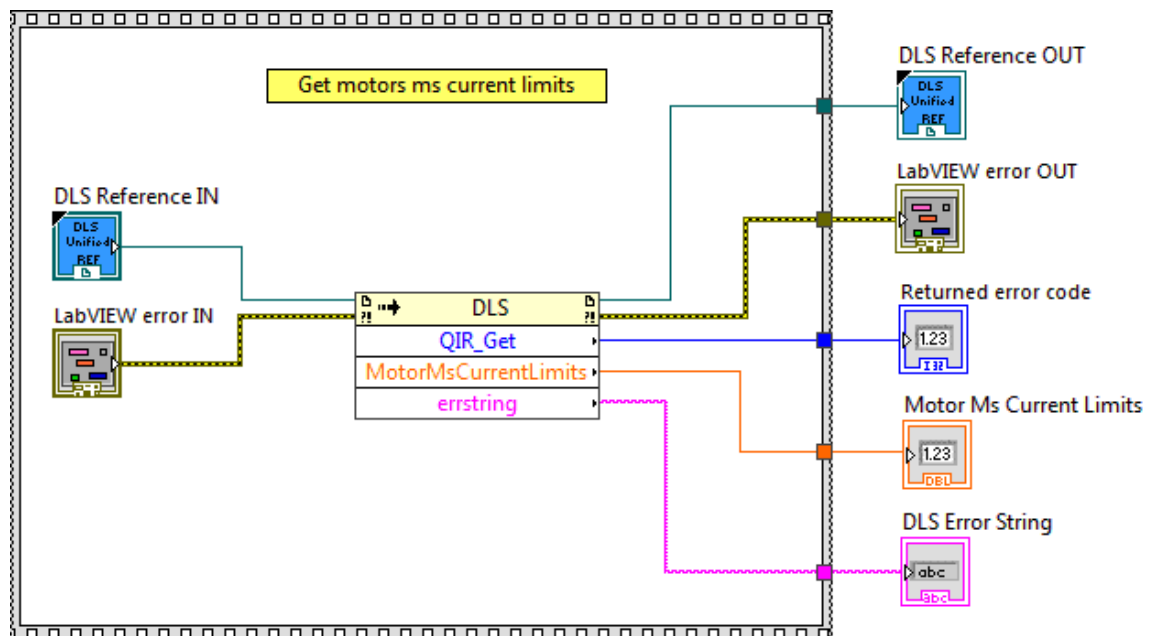 Get motors ms current limits
DLS Reference OUT
DLS
Unified
REF
LabVIEW error OUT
DLS Reference IN
DLS
Unified
REF
LabVIEW error IN
?!
DLS
?!
QIR_Get
MotorMsCurrentLimits
errstring
Returned error code
1.23
I32
Motor Ms Current Limits
1.23
DBL
DLS Error String
abc
abc